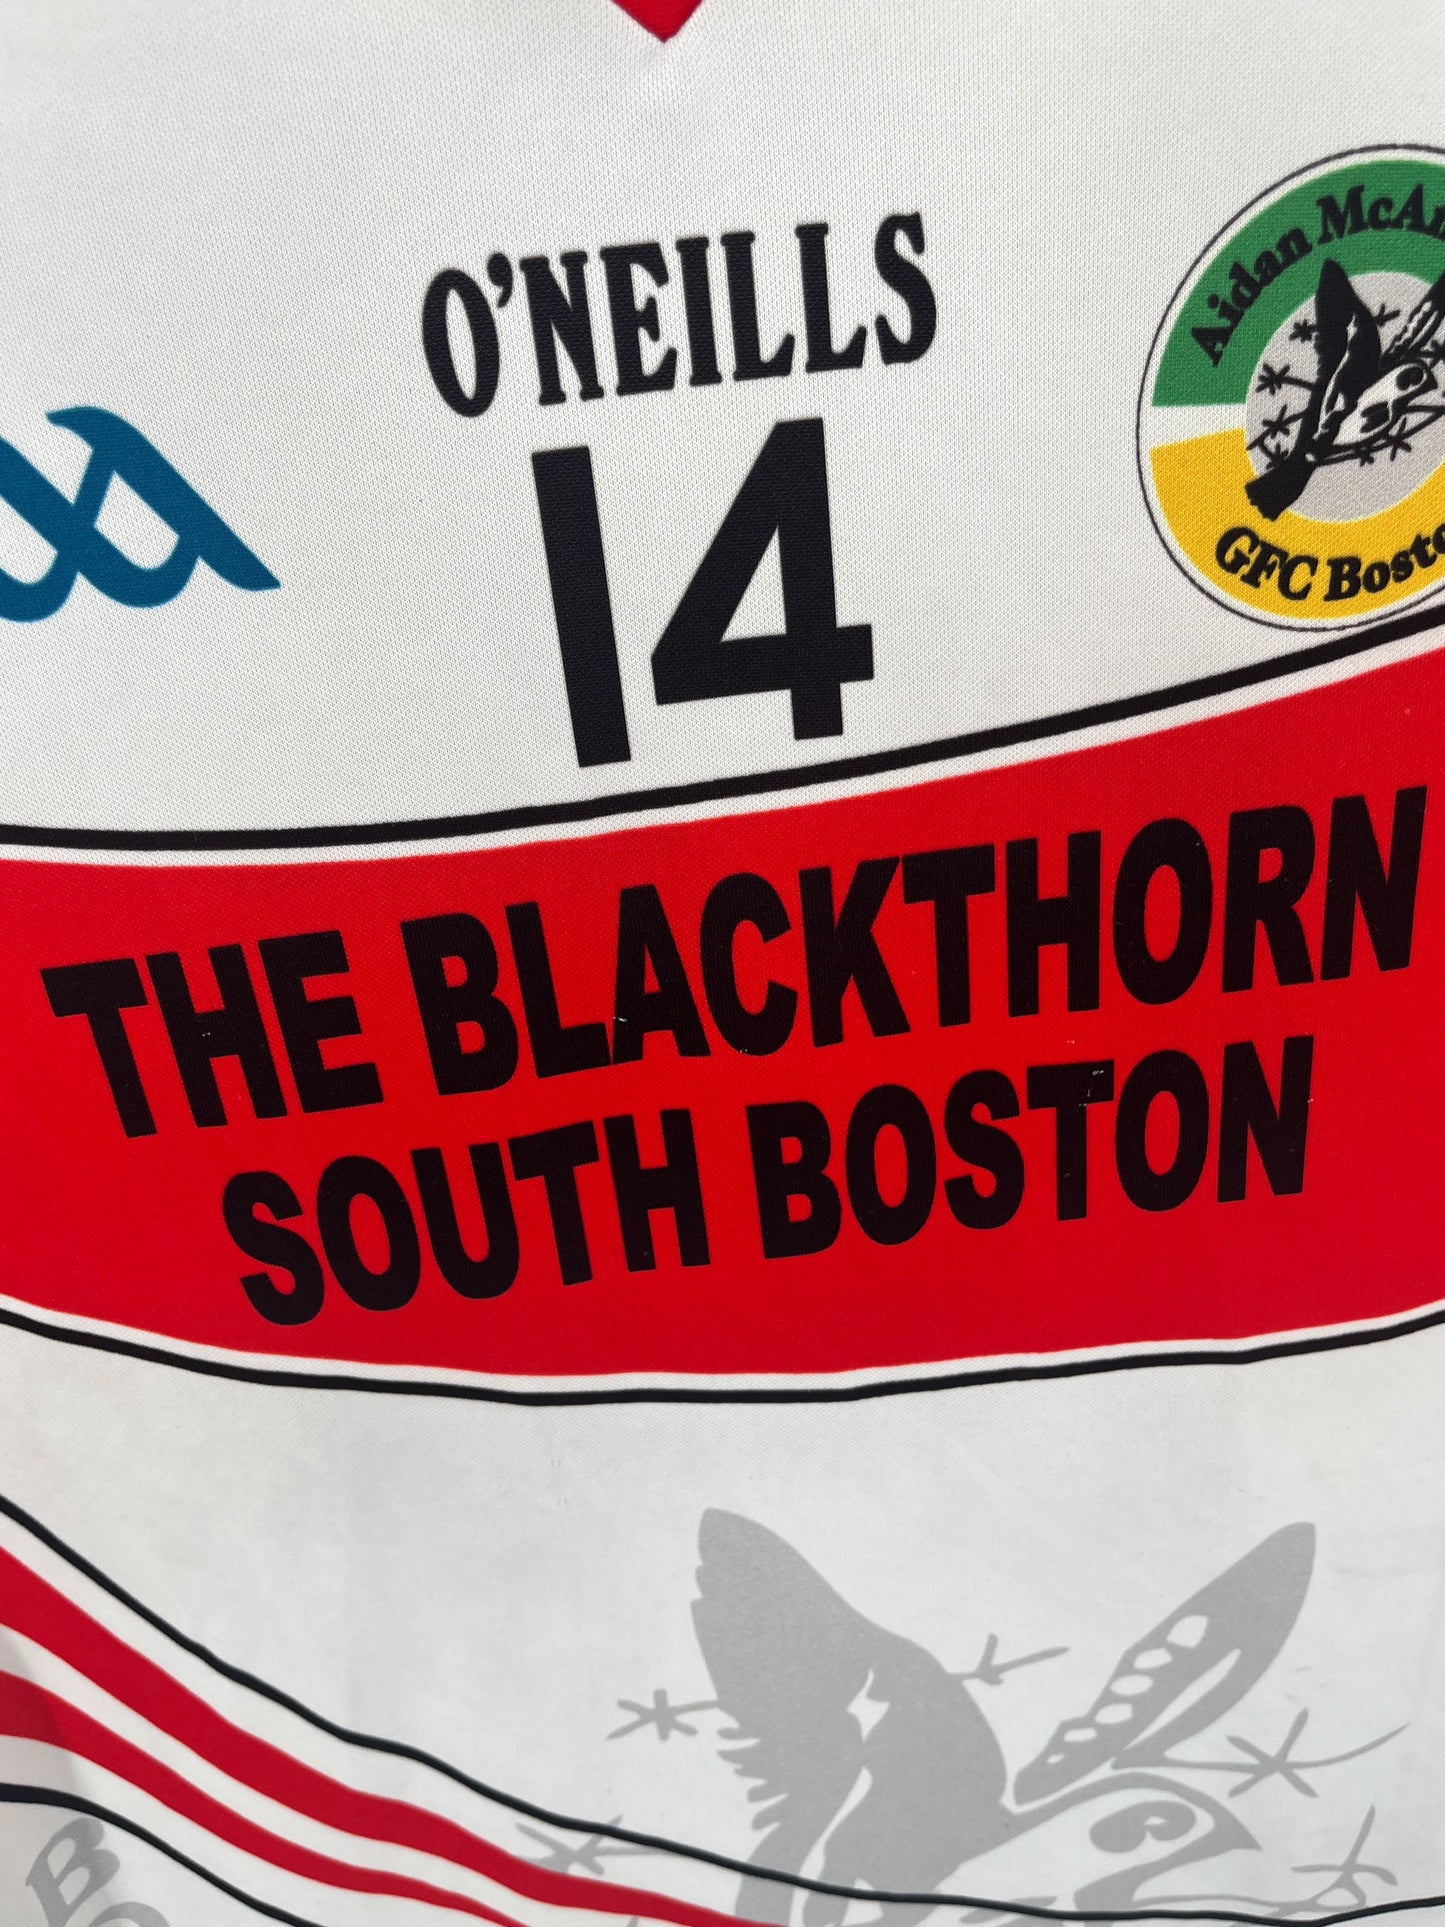 O'NEILLS
Aidan McAn
14
GFC Bosto
THE BLACKTHORN
SOUTH BOSTON
B